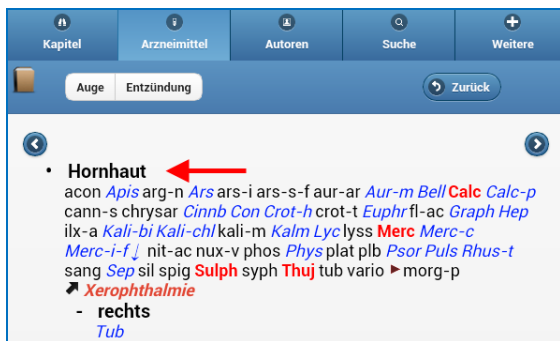 Kapitel Arzneimittel Autoren Suche Weitere
Auge Entzündung Zurück
• Hornhaut
acon Apis arg-n Ars ars-i ars-s-f aur-ar Aur-m Bell Calc Calc-p
cann-s chrysar Cinnb Con Crot-h crot-t Euphr fl-ac Graph Hep
ilx-a Kali-bi Kali-chl kali-m Kalm Lyc lyss Merc Merc-c
Merc-i-f↓ nit-ac nux-v phos Phys plat plb Psor Puls Rhus-t
sang Sep sil spig Sulph syph Thuj tub vario ►morg-p
⬈ Xerophthalmie
- rechts
Tub